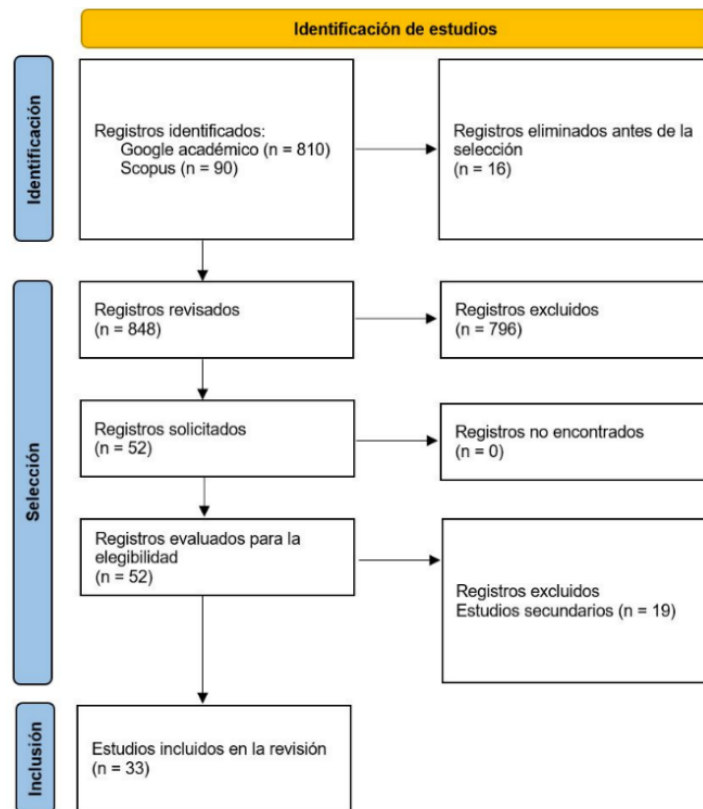 Identificación de estudios
Identificación
Registros identificados:
Google académico (n = 810)
Scopus (n = 90)
Registros eliminados antes de la
selección
(n = 16)
Selección
Registros revisados
(n = 848)
Registros excluidos
(n = 796)
Registros solicitados
(n = 52)
Registros no encontrados
(n = 0)
Registros evaluados para la
elegibilidad
(n = 52)
Registros excluidos
Estudios secundarios (n = 19)
Inclusión
Estudios incluidos en la revisión
(n = 33)